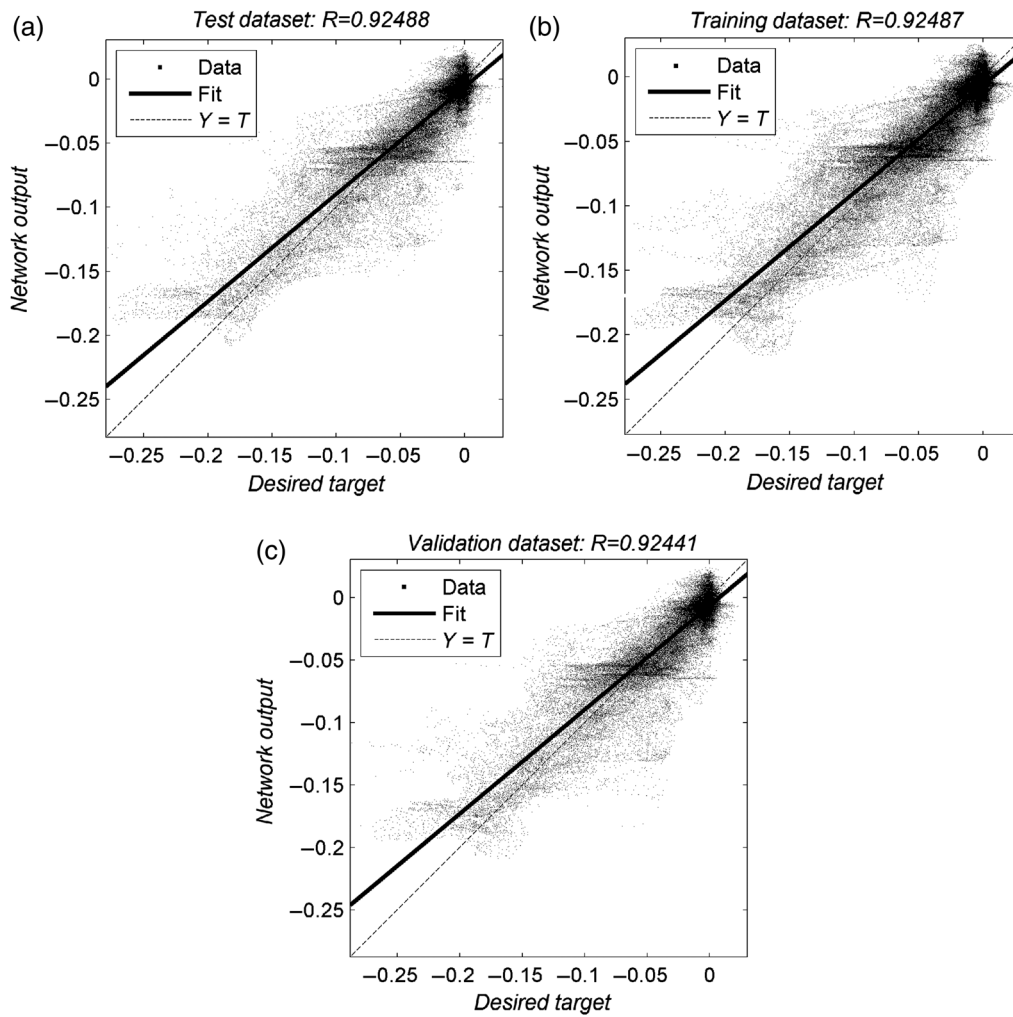 (a)
Test dataset: R=0.92488
Data
Fit
Y = T
0
−0.05
−0.1
−0.15
−0.2
−0.25
Network output
−0.25 −0.2 −0.15 −0.1 −0.05 0
Desired target
(b)
Training dataset: R=0.92487
Data
Fit
Y = T
0
−0.05
−0.1
−0.15
−0.2
−0.25
Network output
−0.25 −0.2 −0.15 −0.1 −0.05 0
Desired target
(c)
Validation dataset: R=0.92441
Data
Fit
Y = T
0
−0.05
−0.1
−0.15
−0.2
−0.25
Network output
−0.25 −0.2 −0.15 −0.1 −0.05 0
Desired target